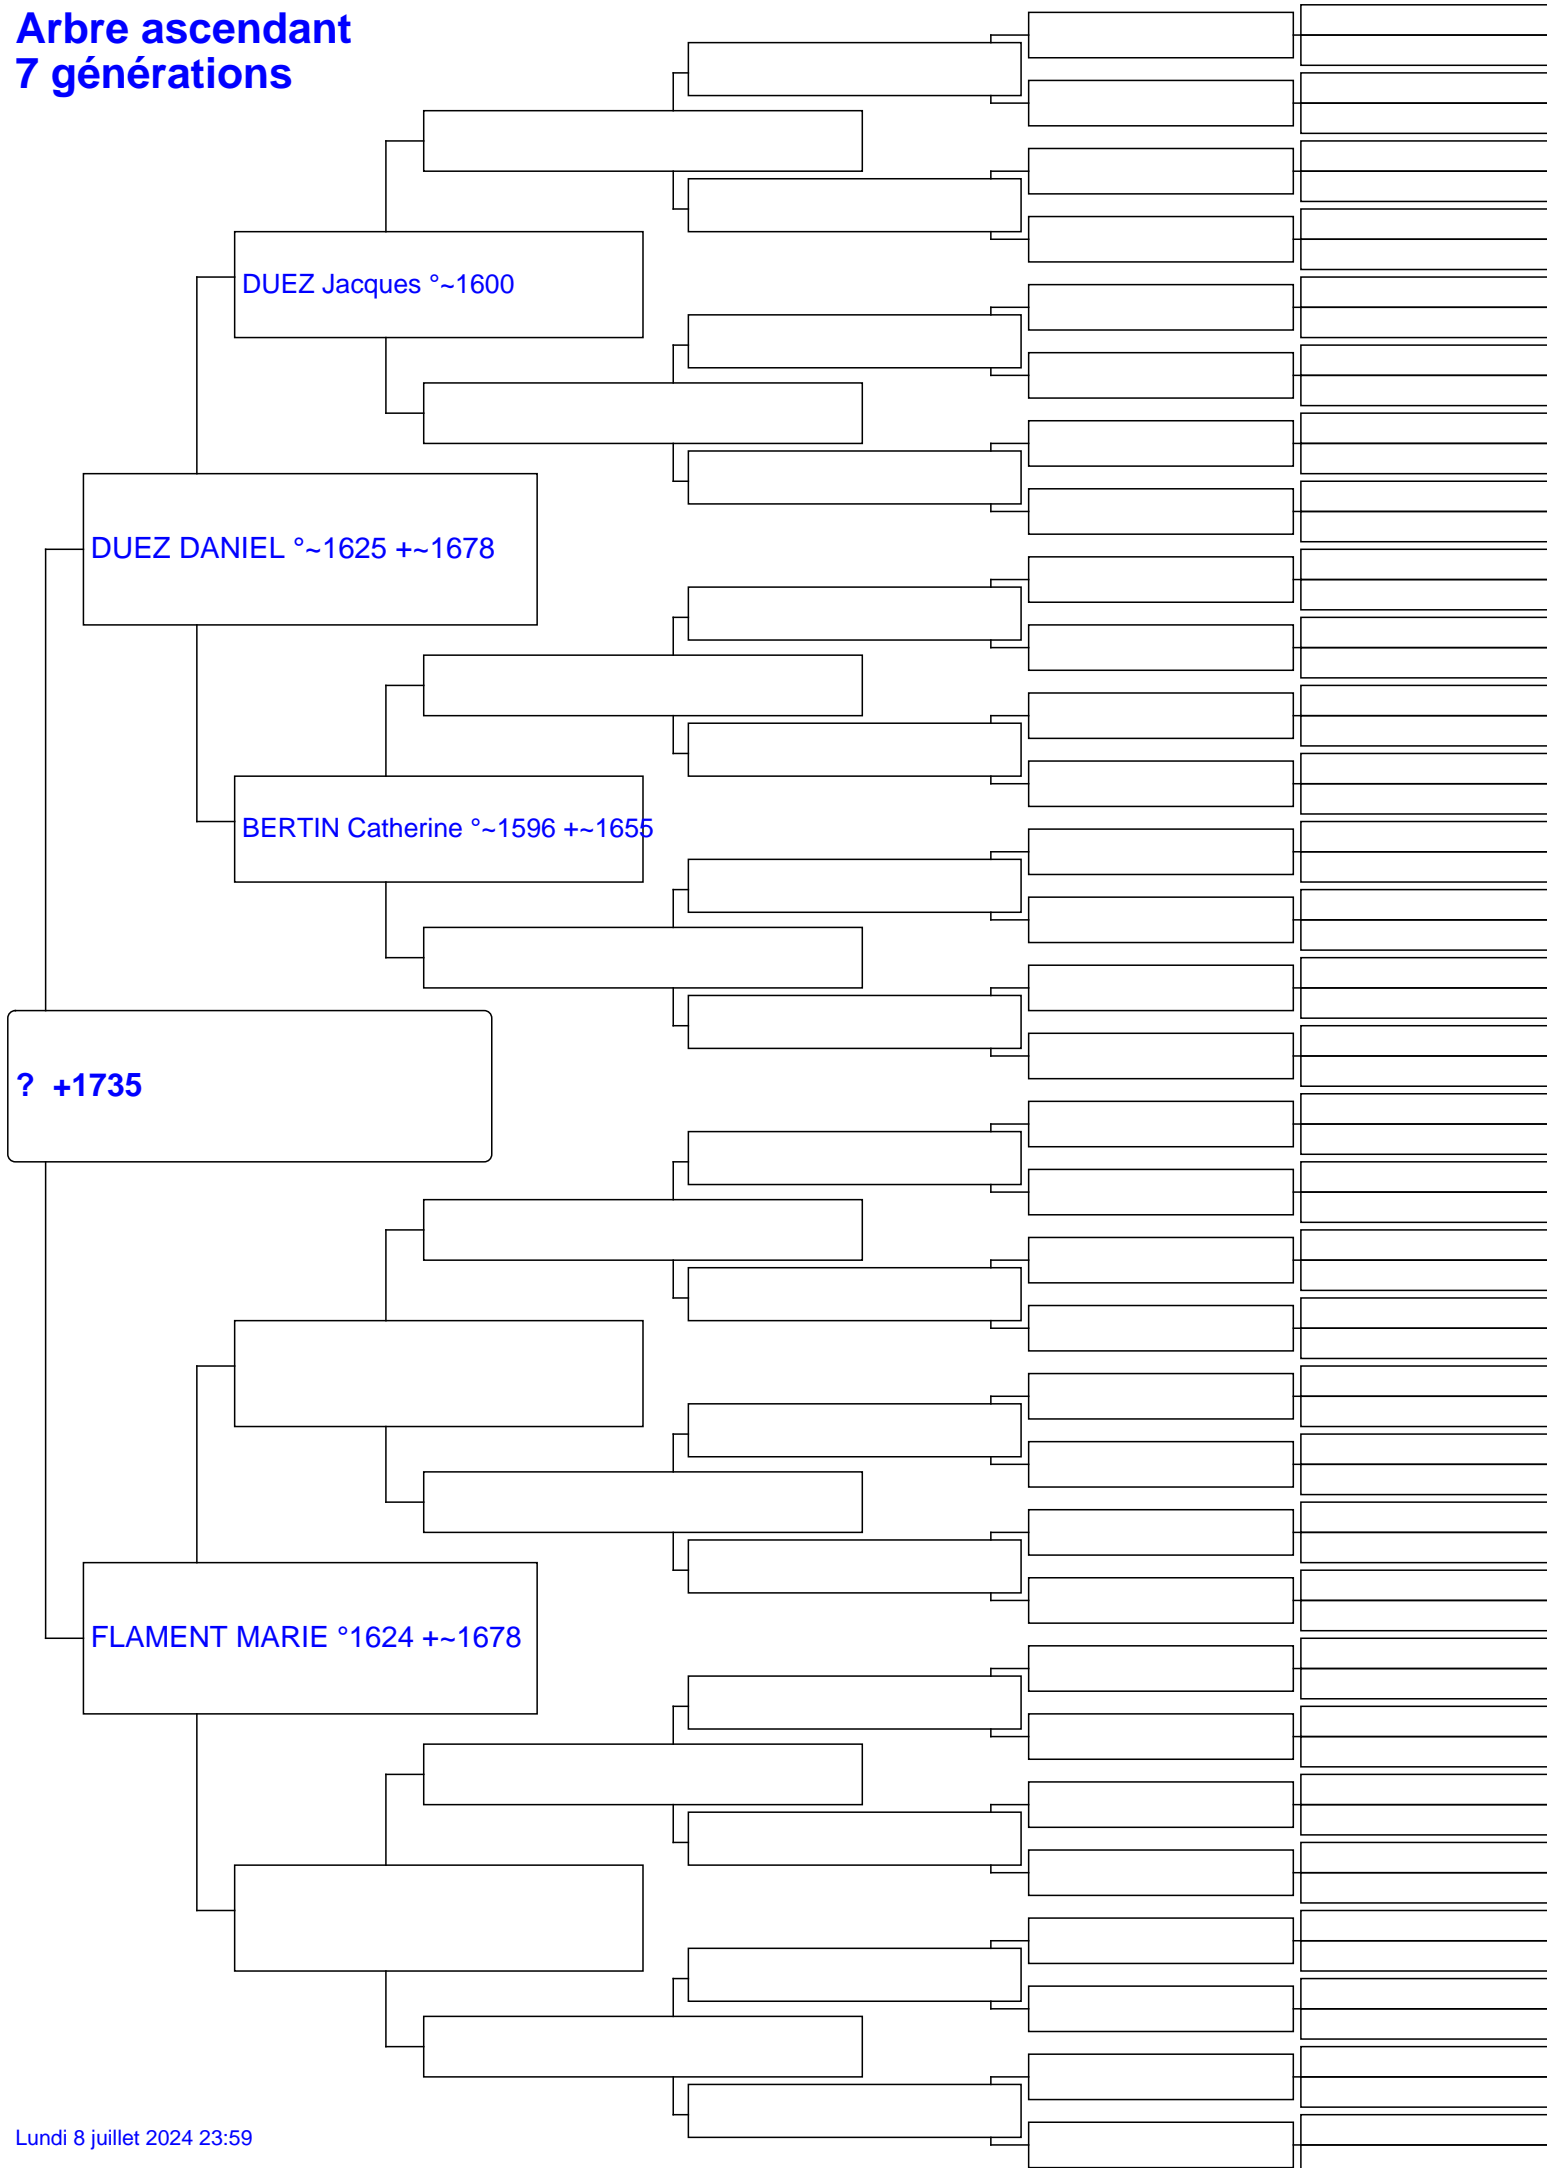 Arbre ascendant
7 générations
DUEZ Jacques °~1600
DUEZ DANIEL °~1625 +~1678
BERTIN Catherine °~1596 +~1655
?  +1735
FLAMENT MARIE °1624 +~1678
Lundi 8 juillet 2024 23:59